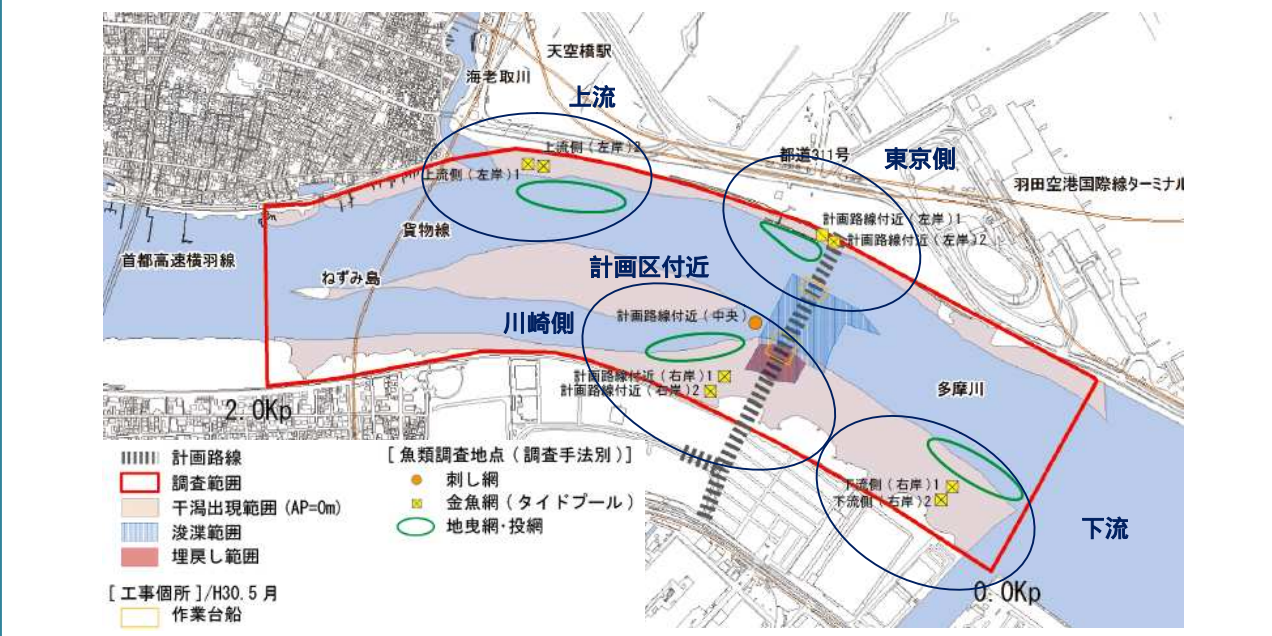 天空橋駅
海老取川
上流
上流側(左岸)2
都道311号
東京側
上流側(左岸)1
羽田空港国際線ターミナル
計画路線付近(左岸)1
貨物線
計画路線付近(左岸)2
首都高速横羽線
計画区付近
ねずみ島
川崎側
計画路線付近(中央)
計画路線付近(右岸)1
計画路線付近(右岸)2
多摩川
2.0Kp
計画路線
調査範囲
干潟出現範囲(AP=0m)
浚渫範囲
埋戻し範囲
[工事個所]/H30.5月
作業台船
[魚類調査地点(調査手法別)]
刺し網
金魚網(タイドプール)
地曳網・投網
下流側(右岸)1
下流側(右岸)2
下流
0.0Kp